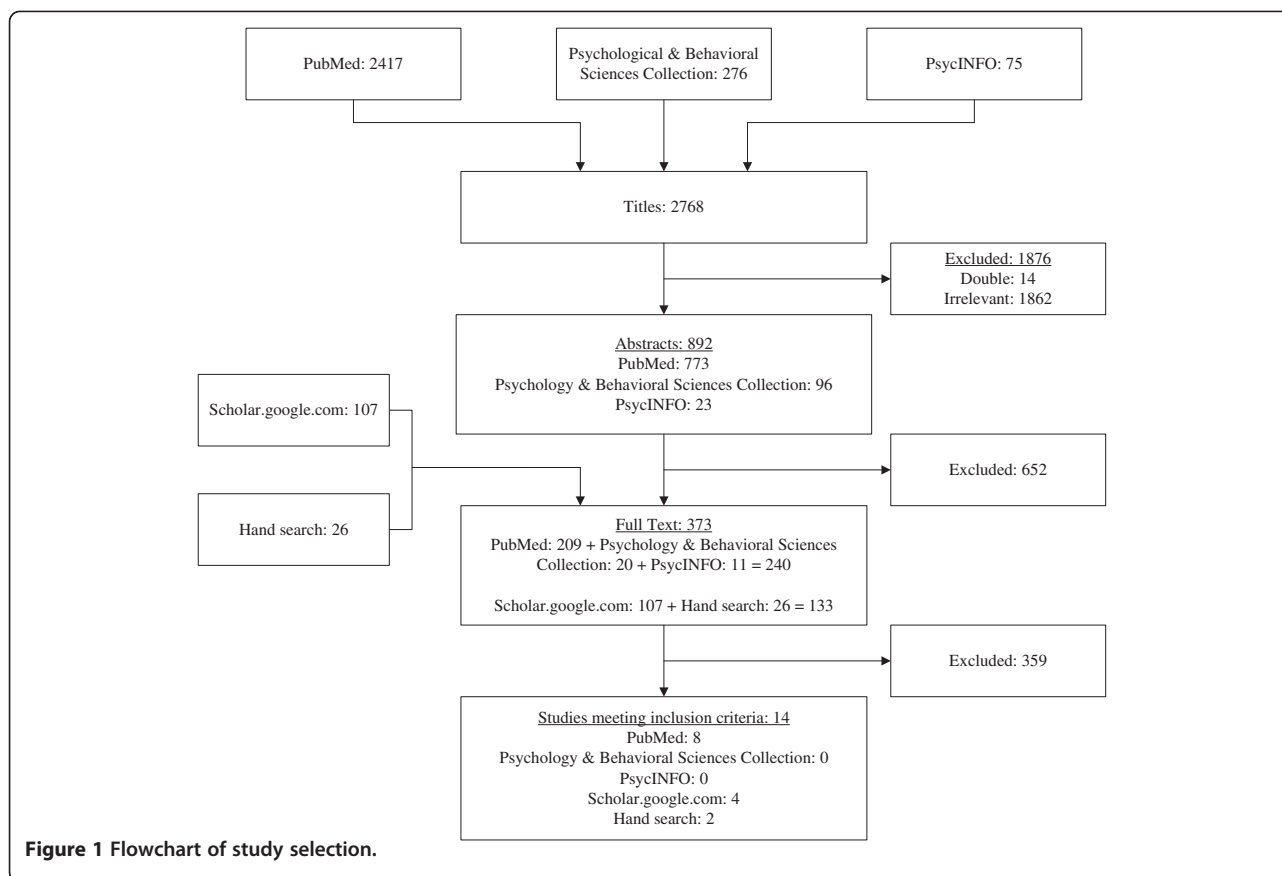 PubMed: 2417
Psychological & Behavioral
Sciences Collection: 276
PsycINFO: 75
Titles: 2768
Excluded: 1876
Double: 14
Irrelevant: 1862
Abstracts: 892
PubMed: 773
Psychology & Behavioral Sciences Collection: 96
PsycINFO: 23
Scholar.google.com: 107
Excluded: 652
Hand search: 26
Full Text: 373
PubMed: 209 + Psychology & Behavioral Sciences
Collection: 20 + PsycINFO: 11 = 240
Scholar.google.com: 107 + Hand search: 26 = 133
Excluded: 359
Studies meeting inclusion criteria: 14
PubMed: 8
Psychology & Behavioral Sciences Collection: 0
PsycINFO: 0
Scholar.google.com: 4
Hand search: 2
Figure 1 Flowchart of study selection.